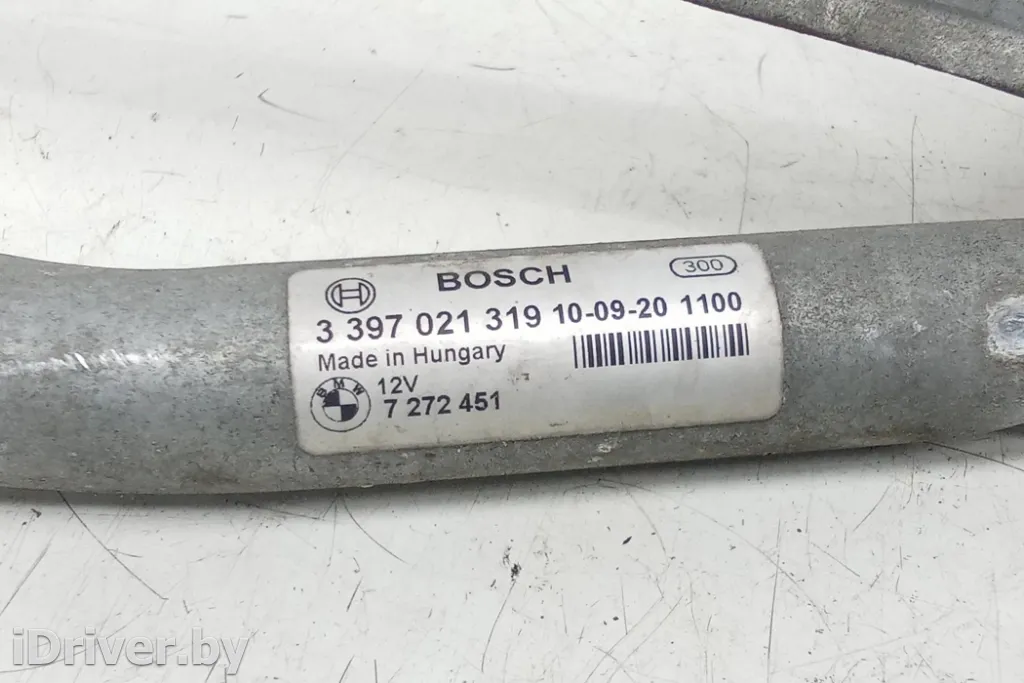 BOSCH 300
3 397 021 319 10-09-20 1100
Made in Hungary
BMW 12V
7 272 451
iDriver.by